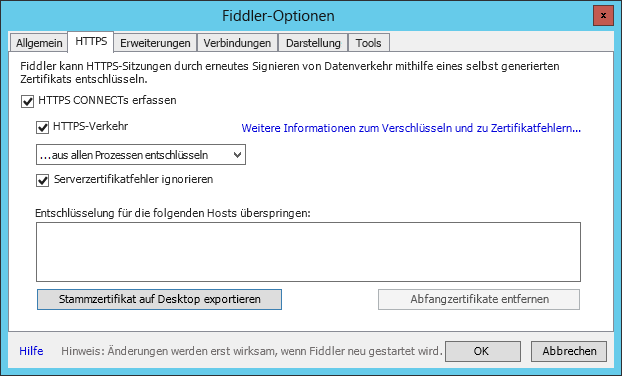 Fiddler-Optionen
x
Allgemein HTTPS Erweiterungen Verbindungen Darstellung Tools
Fiddler kann HTTPS-Sitzungen durch erneutes Signieren von Datenverkehr mithilfe eines selbst generierten
Zertifikats entschlüsseln.
HTTPS CONNECTs erfassen
HTTPS-Verkehr Weitere Informationen zum Verschlüsseln und zu Zertifikatfehlern...
...aus allen Prozessen entschlüsseln
Serverzertifikatfehler ignorieren
Entschlüsselung für die folgenden Hosts überspringen:
Stammzertifikat auf Desktop exportieren Abfangzertifikate entfernen
Hilfe Hinweis: Änderungen werden erst wirksam, wenn Fiddler neu gestartet wird. OK Abbrechen